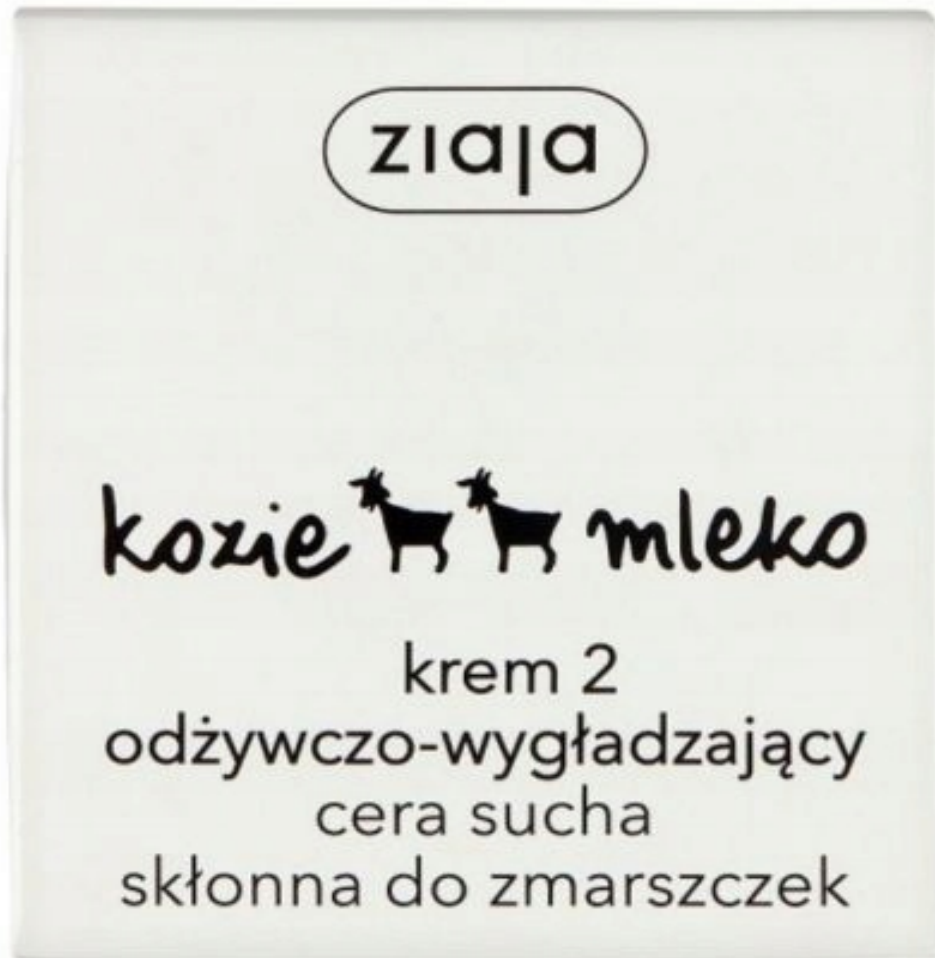 ziaja
kozie mleko
krem 2
odżywczo-wygładzający
cera sucha
skłonna do zmarszczek